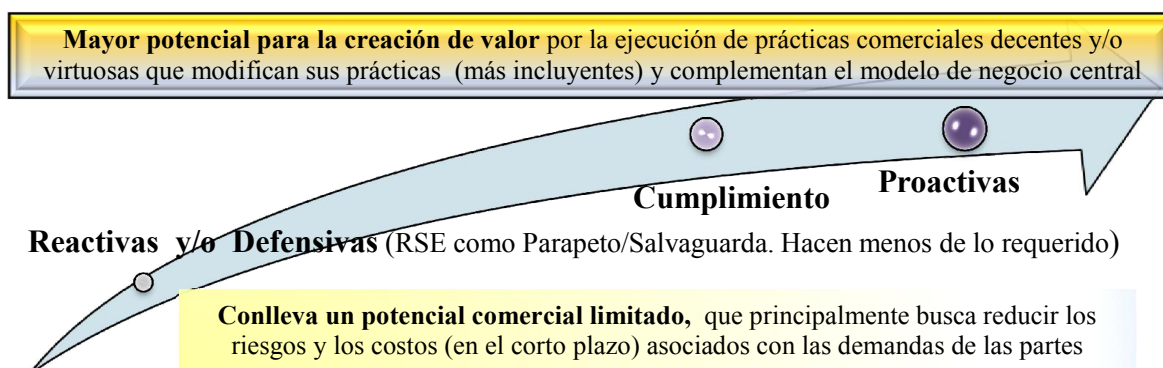 Mayor potencial para la creación de valor por la ejecución de prácticas comerciales decentes y/o
virtuosas que modifican sus prácticas (más incluyentes) y complementan el modelo de negocio central
Cumplimiento
Proactivas
Reactivas y/o Defensivas (RSE como Parapeto/Salvaguarda. Hacen menos de lo requerido)
Conlleva un potencial comercial limitado, que principalmente busca reducir los
riesgos y los costos (en el corto plazo) asociados con las demandas de las partes